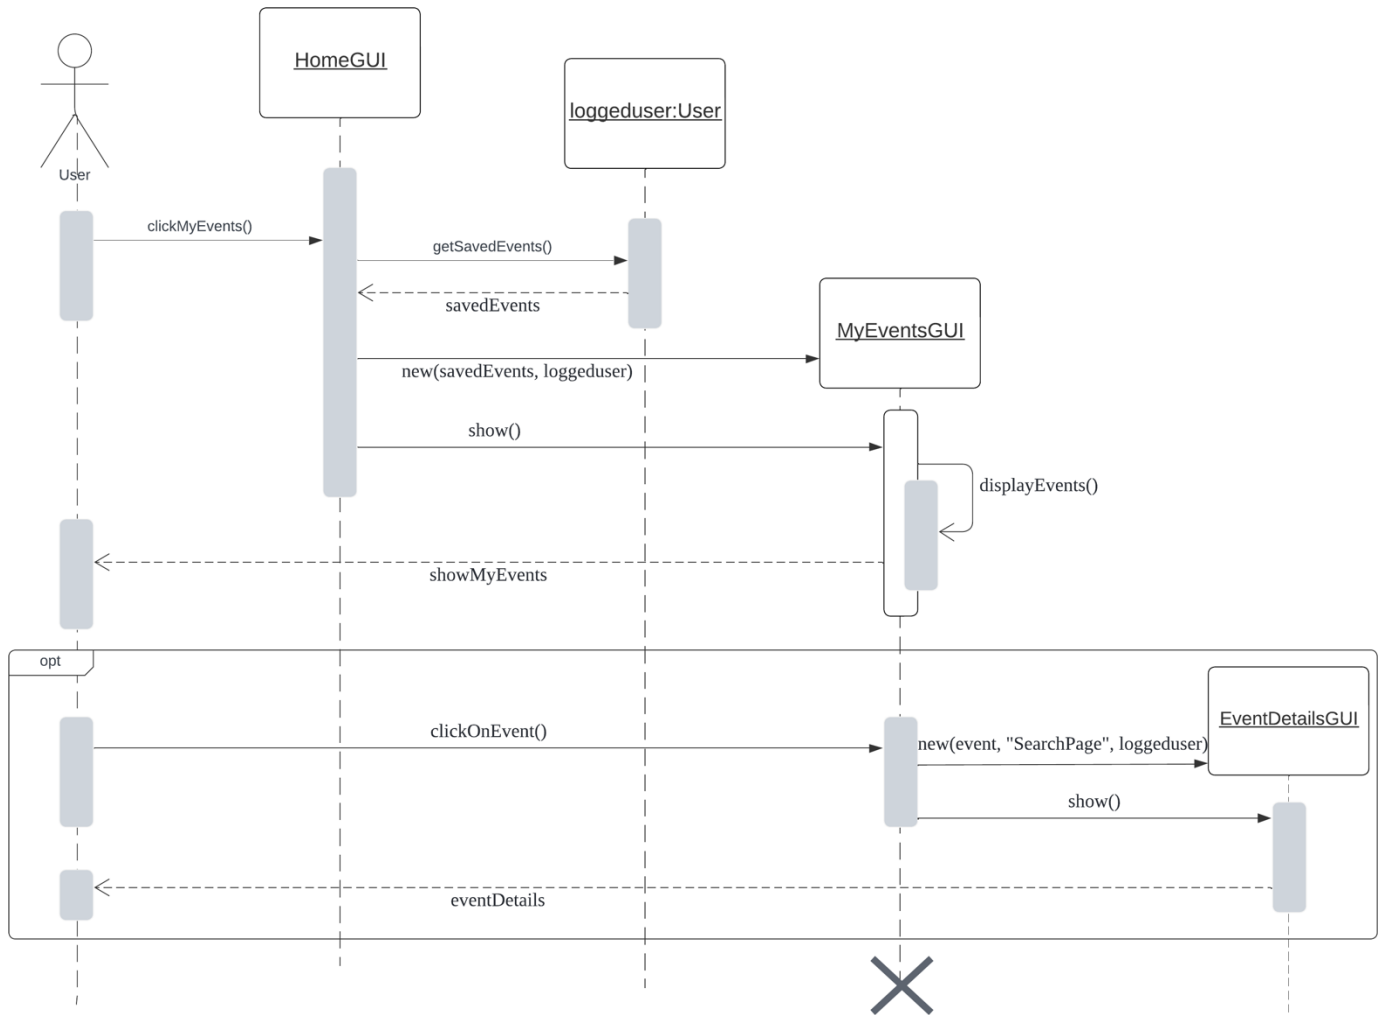 HomeGUI
loggeduser:User
User
clickMyEvents()
getSavedEvents()
savedEvents
MyEventsGUI
new(savedEvents, loggeduser)
show()
displayEvents()
showMyEvents
opt
EventDetailsGUI
clickOnEvent()
new(event, "SearchPage", loggeduser)
show()
eventDetails